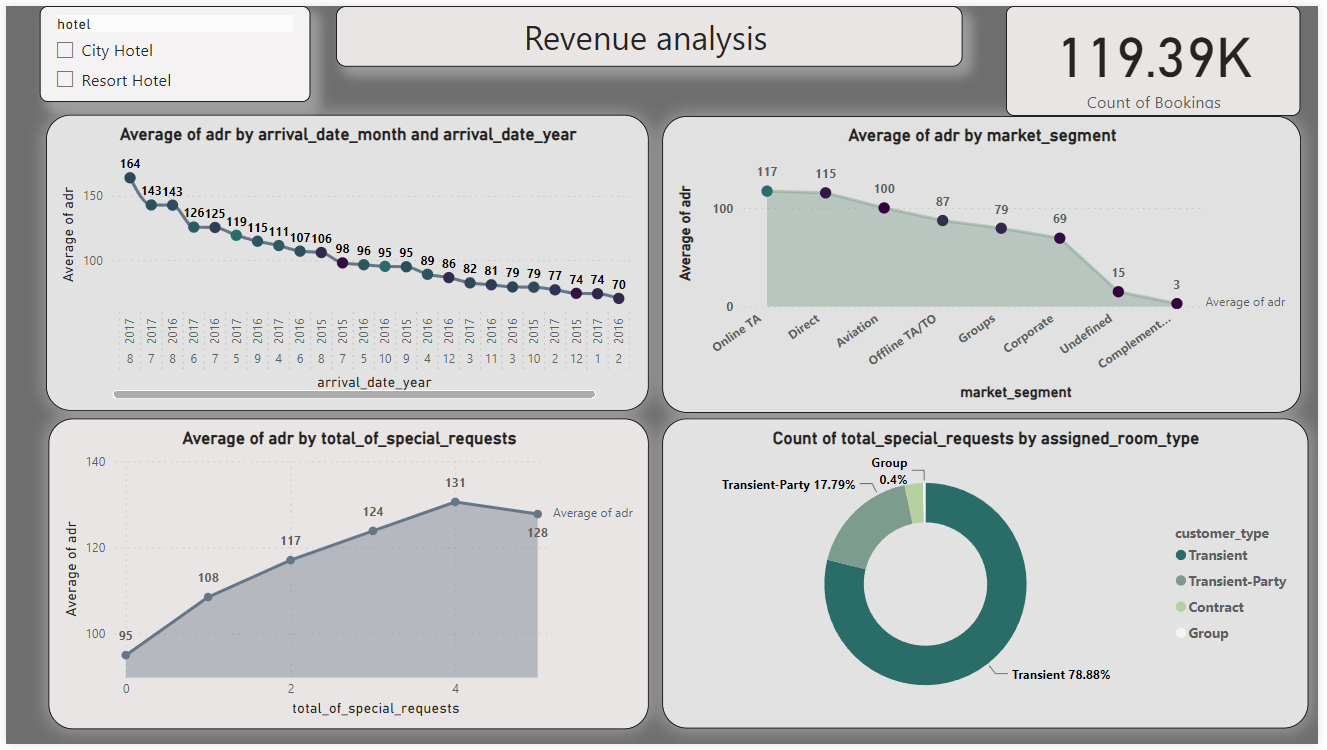 hotel
City Hotel
Resort Hotel
Revenue analysis
119.39K
Count of Bookings
Average of adr by arrival_date_month and arrival_date_year
Average of adr
150
100
164 143 143 126 125 119 115 111 107 106 98 96 95 95 89 86 82 81 79 79 77 74 74 70
2017 2017 2016 2017 2016 2017 2016 2017 2016 2015 2015 2016 2016 2015 2016 2016 2017 2016 2016 2015 2017 2015 2017 2016
8 7 8 6 7 5 9 4 6 8 7 5 10 9 4 12 3 11 3 10 2 12 1 2
arrival_date_year
Average of adr by market_segment
Average of adr
100
0
117 115 100 87 79 69 15 3
Average of adr
Online TA
Direct
Aviation
Offline TA/TO
Groups
Corporate
Undefined
Complement...
market_segment
Average of adr by total_of_special_requests
Average of adr
140
120
100
95 108 117 124 131 128
Average of adr
0 2 4
total_of_special_requests
Count of total_special_requests by assigned_room_type
Group
0.4%
Transient-Party 17.79%
Transient 78.88%
customer_type
Transient
Transient-Party
Contract
Group